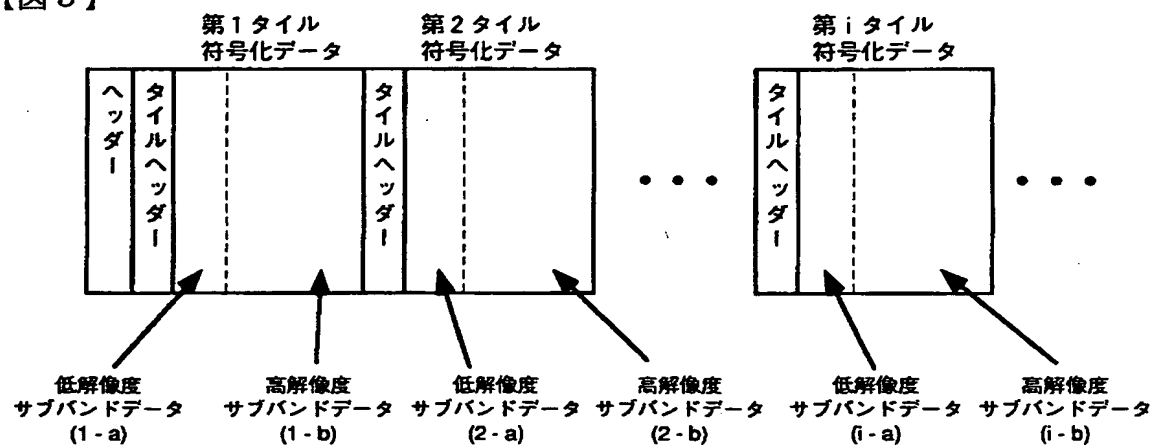 第1タイル
符号化データ
第2タイル
符号化データ
第iタイル
符号化データ
ヘッダー
タイルヘッダー
タイルヘッダー
タイルヘッダー
低解像度
サブバンドデータ
(1-a)
高解像度
サブバンドデータ
(1-b)
低解像度
サブバンドデータ
(2-a)
高解像度
サブバンドデータ
(2-b)
低解像度
サブバンドデータ
(i-a)
高解像度
サブバンドデータ
(i-b)